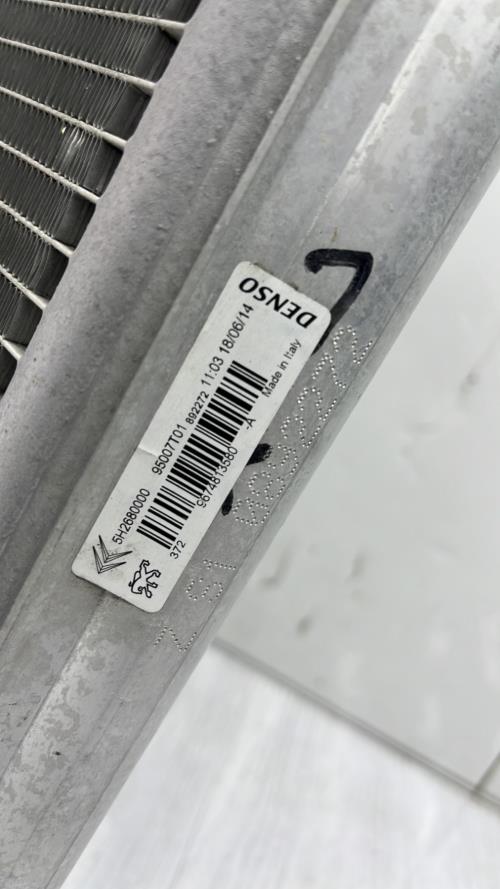 DENSO
5H2680000 95007T01 892272 11:03 18/06/14
9674813580 -A
372
Made in Italy